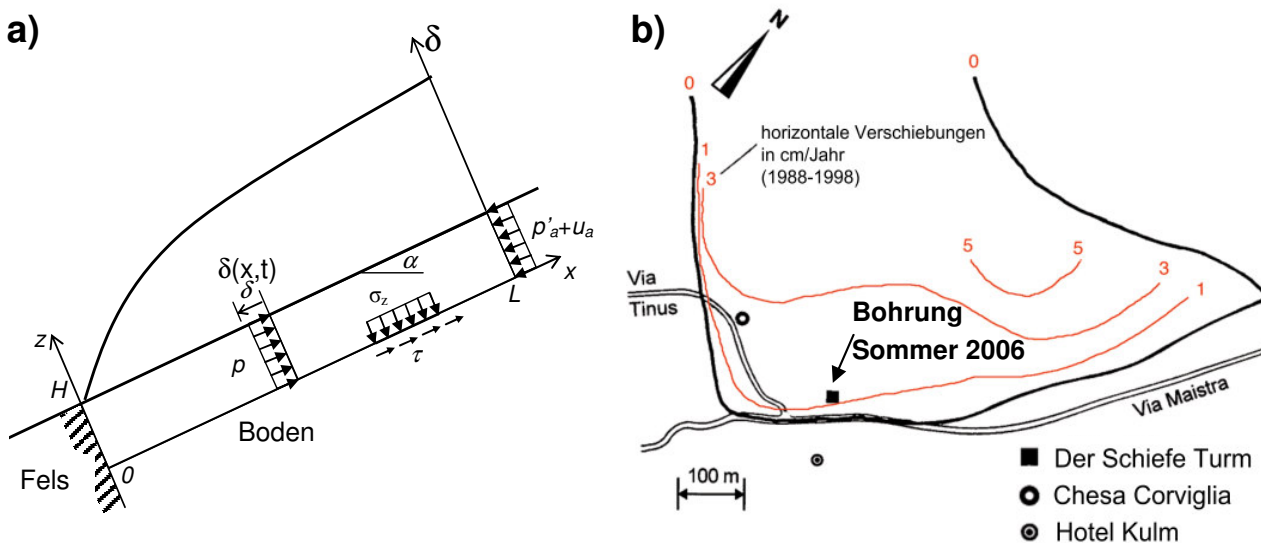 a)
δ
p'a+ua
α
x
L
δ(x,t)
δ
σz
τ
z
H
p
Boden
0
Fels
b)
N
0
0
horizontale Verschiebungen
in cm/Jahr
(1988-1998)
1
3
5
5
3
1
Via
Tinus
Bohrung
Sommer 2006
Via Maistra
100 m
Der Schiefe Turm
Chesa Corviglia
Hotel Kulm